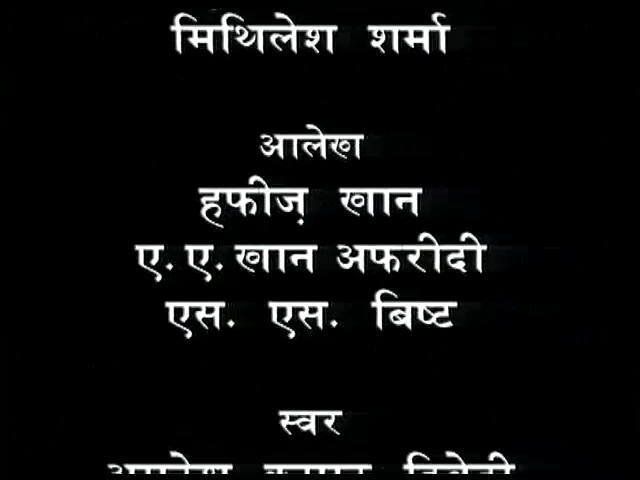 मिथिलेश शर्मा
आलेख
हफीज़ खान
ए. ए. खान अफरीदी
एस. एस. बिष्ट
स्वर